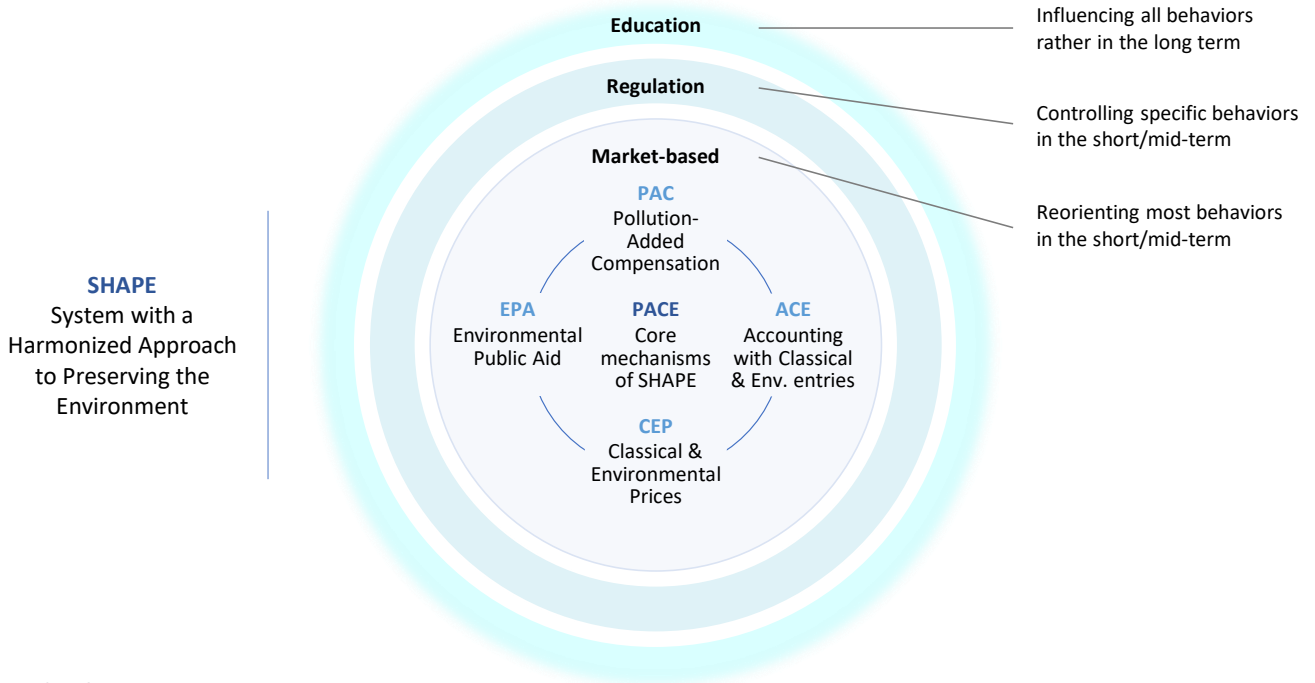 Education
Influencing all behaviors
rather in the long term
Regulation
Controlling specific behaviors
in the short/mid-term
Market-based
Reorienting most behaviors
in the short/mid-term
PAC
Pollution-
Added
Compensation
SHAPE
System with a
Harmonized Approach
to Preserving the
Environment
EPA
Environmental
Public Aid
PACE
Core
mechanisms
of SHAPE
ACE
Accounting
with Classical
& Env. entries
CEP
Classical &
Environmental
Prices